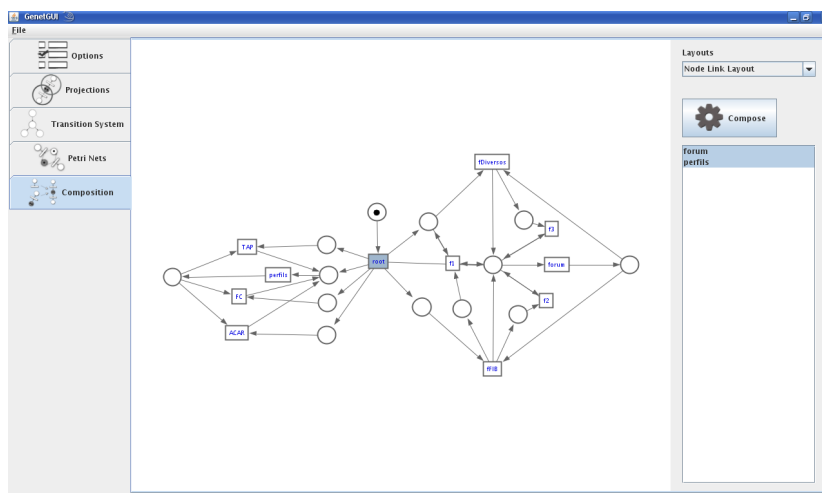 GenetGUI
File
Options
Projections
Transition System
Petri Nets
Composition
fDiversos
f3
TAP
root
f1
forum
perfils
FC
f2
ACAR
fFIB
Layouts
Node Link Layout
Compose
forum
perfils